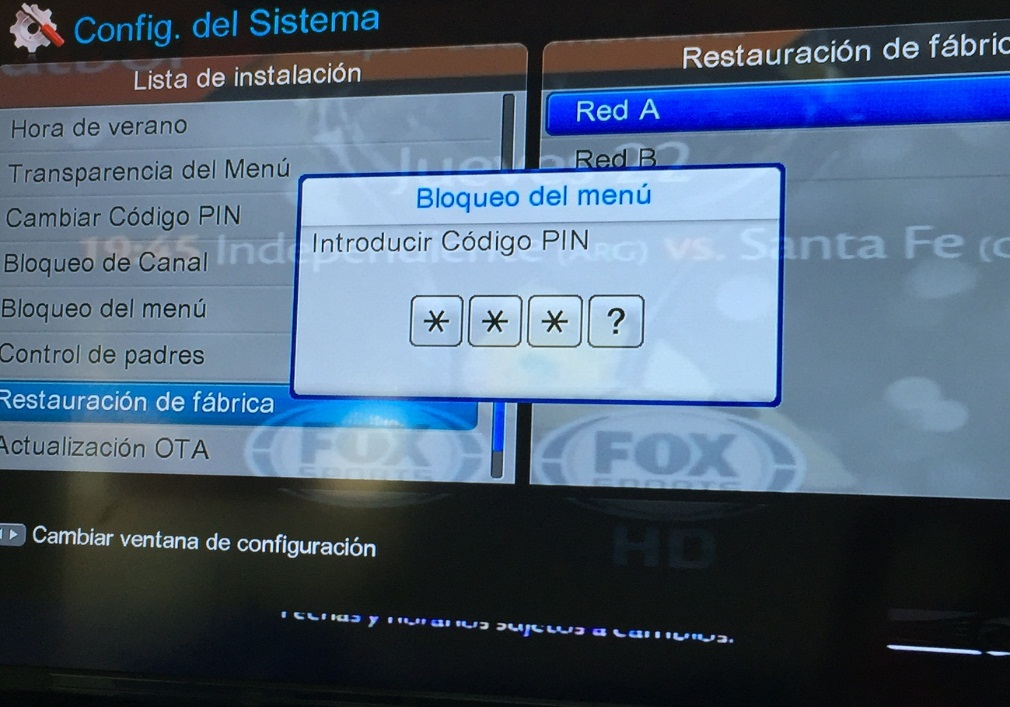 Config. del Sistema
Lista de instalación
Restauración de fábric
Hora de verano
Transparencia del Menú
Cambiar Código PIN
Bloqueo de Canal
Bloqueo del menú
Control de padres
Restauración de fábrica
Actualización OTA
Red A
Red B
Bloqueo del menú
Introducir Código PIN
* * * ?
Jueves 22
19:45 Independiente (ARG) vs. Santa Fe (C
FOX
SPORTS
FOX
SPORTS
HD
Cambiar ventana de configuración
Fechas y horarios sujetos a cambios.